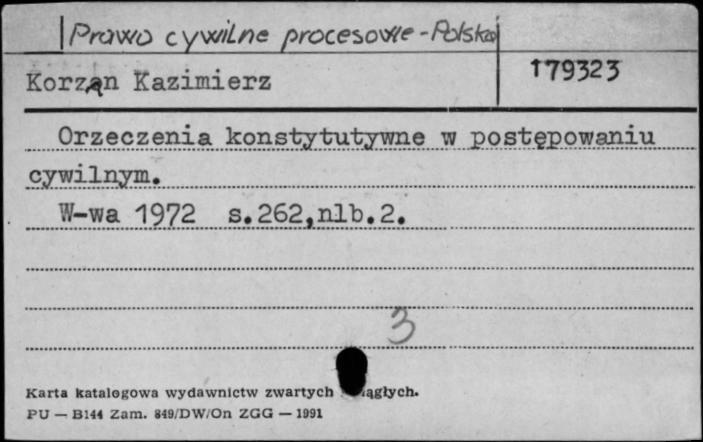 Prawo cywilne procesowe - Polska
Korzan Kazimierz
179323
Orzeczenia konstytutywne w postępowaniu
cywilnym.
W-wa 1972 s.262,nlb.2.
3
Karta katalogowa wydawnictw zwartych ągłych.
PU — B144 Zam. 849/DW/On ZGG — 1991